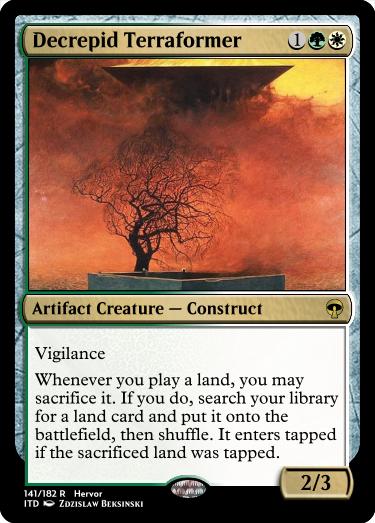 Decrepid Terraformer 1
Artifact Creature — Construct
Vigilance
Whenever you play a land, you may
sacrifice it. If you do, search your library
for a land card and put it onto the
battlefield, then shuffle. It enters tapped
if the sacrificed land was tapped.
141/182 R Hervor
ITD Zdzislaw Beksinski
2/3